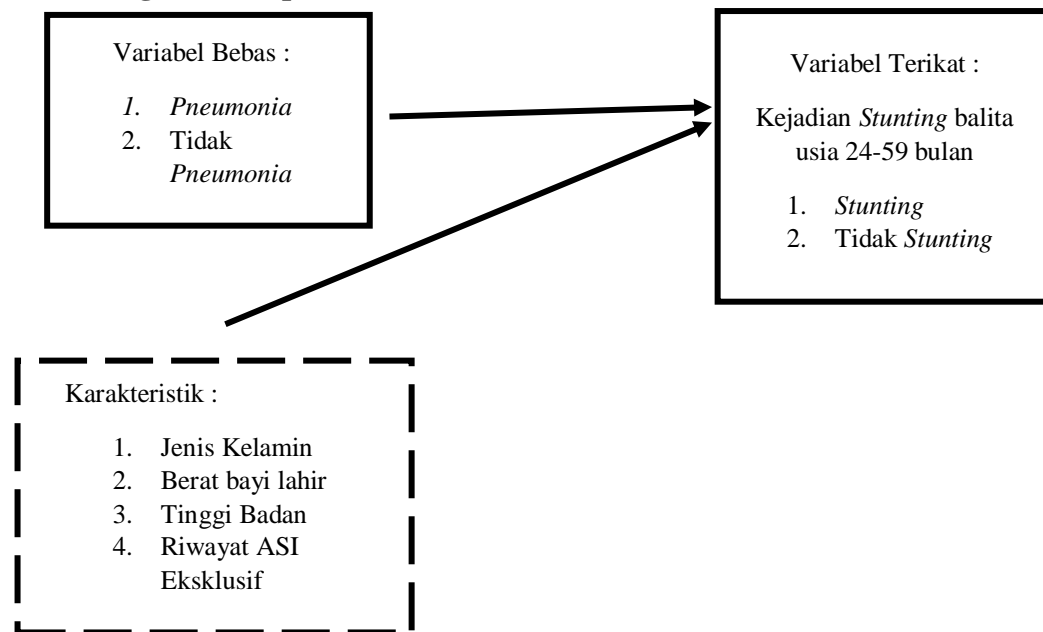 Variabel Bebas :
1. Pneumonia
2. Tidak
Pneumonia
Variabel Terikat :
Kejadian Stunting balita
usia 24-59 bulan
1. Stunting
2. Tidak Stunting
Karakteristik :
1. Jenis Kelamin
2. Berat bayi lahir
3. Tinggi Badan
4. Riwayat ASI
Eksklusif